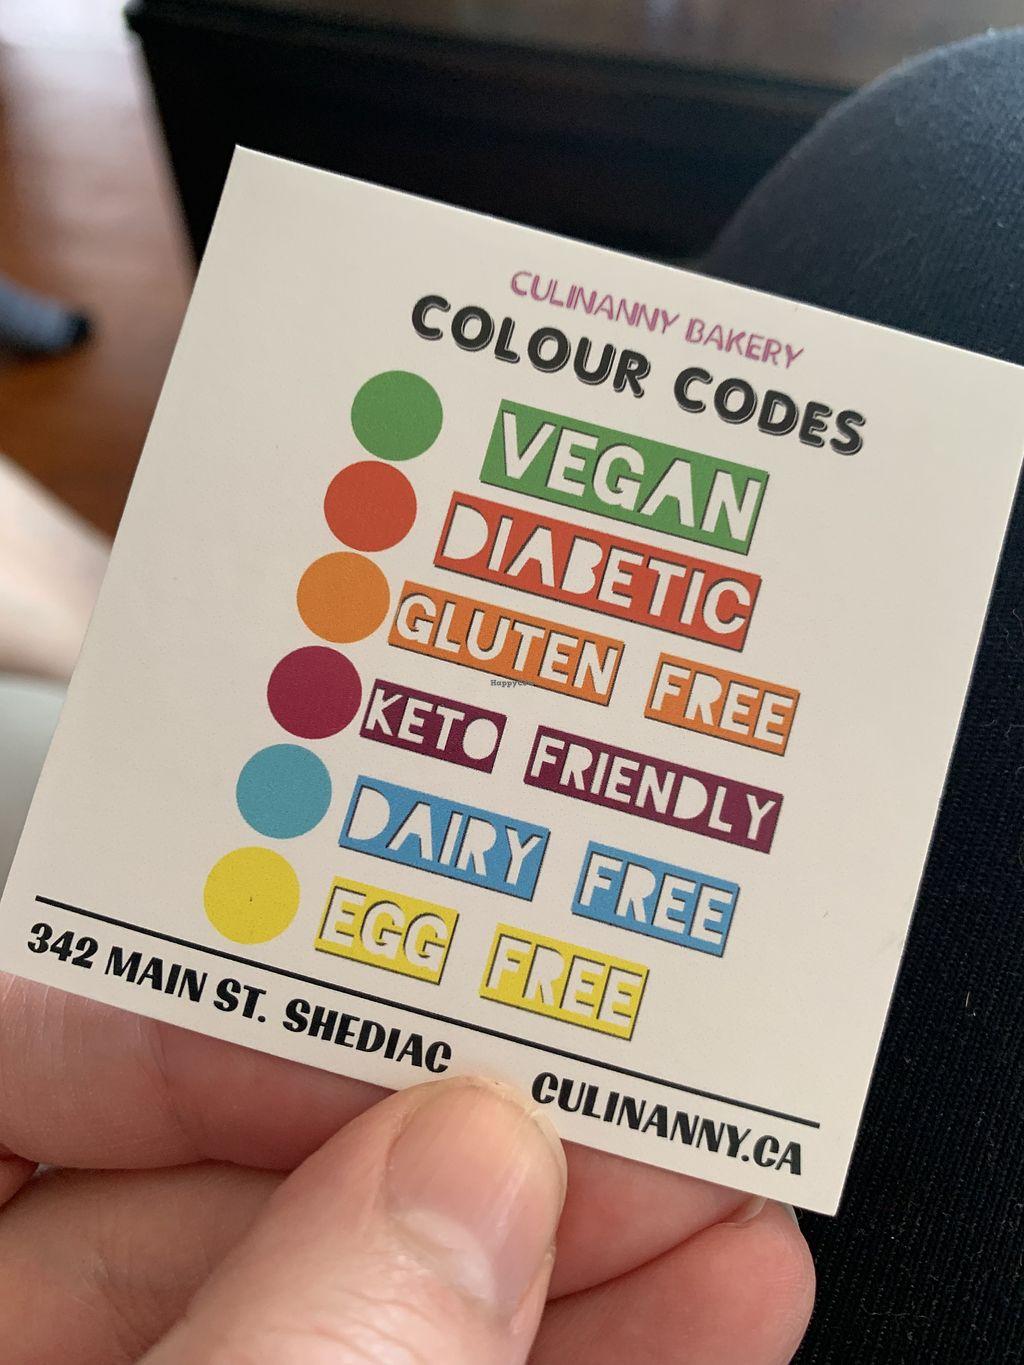 CULINANNY BAKERY
COLOUR CODES
VEGAN
DIABETIC
GLUTEN FREE
KETO FRIENDLY
DAIRY FREE
EGG FREE
342 MAIN ST. SHEDIAC CULINANNY.CA